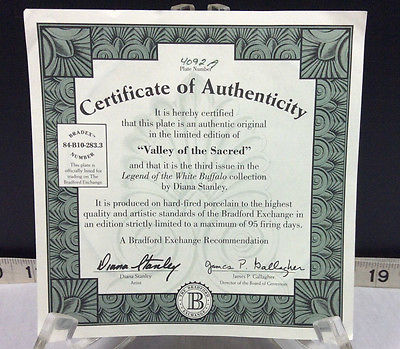 4092A
Plate Number
Certificate of Authenticity
It is hereby certified
that this plate is an authentic original
in the limited edition of
"Valley of the Sacred"
and that it is the third issue in the
Legend of the White Buffalo collection
by Diana Stanley.
It is produced on hard-fired porcelain to the highest
quality and artistic standards of the Bradford Exchange in
an edition strictly limited to a maximum of 95 firing days.
A Bradford Exchange Recommendation
BRADEX™
84-B10-283.3
NUMBER
This plate is
officially listed for
trading on The
Bradford Exchange.
Diana Stanley
Diana Stanley
Artist
James P. Gallagher
James P. Gallagher
Director of the Board of Governors
BRADFORD
B
EXCHANGE
19